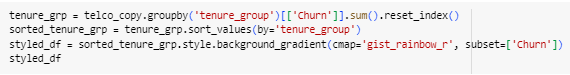 tenure_grp = telco_copy.groupby('tenure_group')[['Churn']].sum().reset_index()
sorted_tenure_grp = tenure_grp.sort_values(by='tenure_group')
styled_df = sorted_tenure_grp.style.background_gradient(cmap='gist_rainbow_r', subset=['Churn'])
styled_df